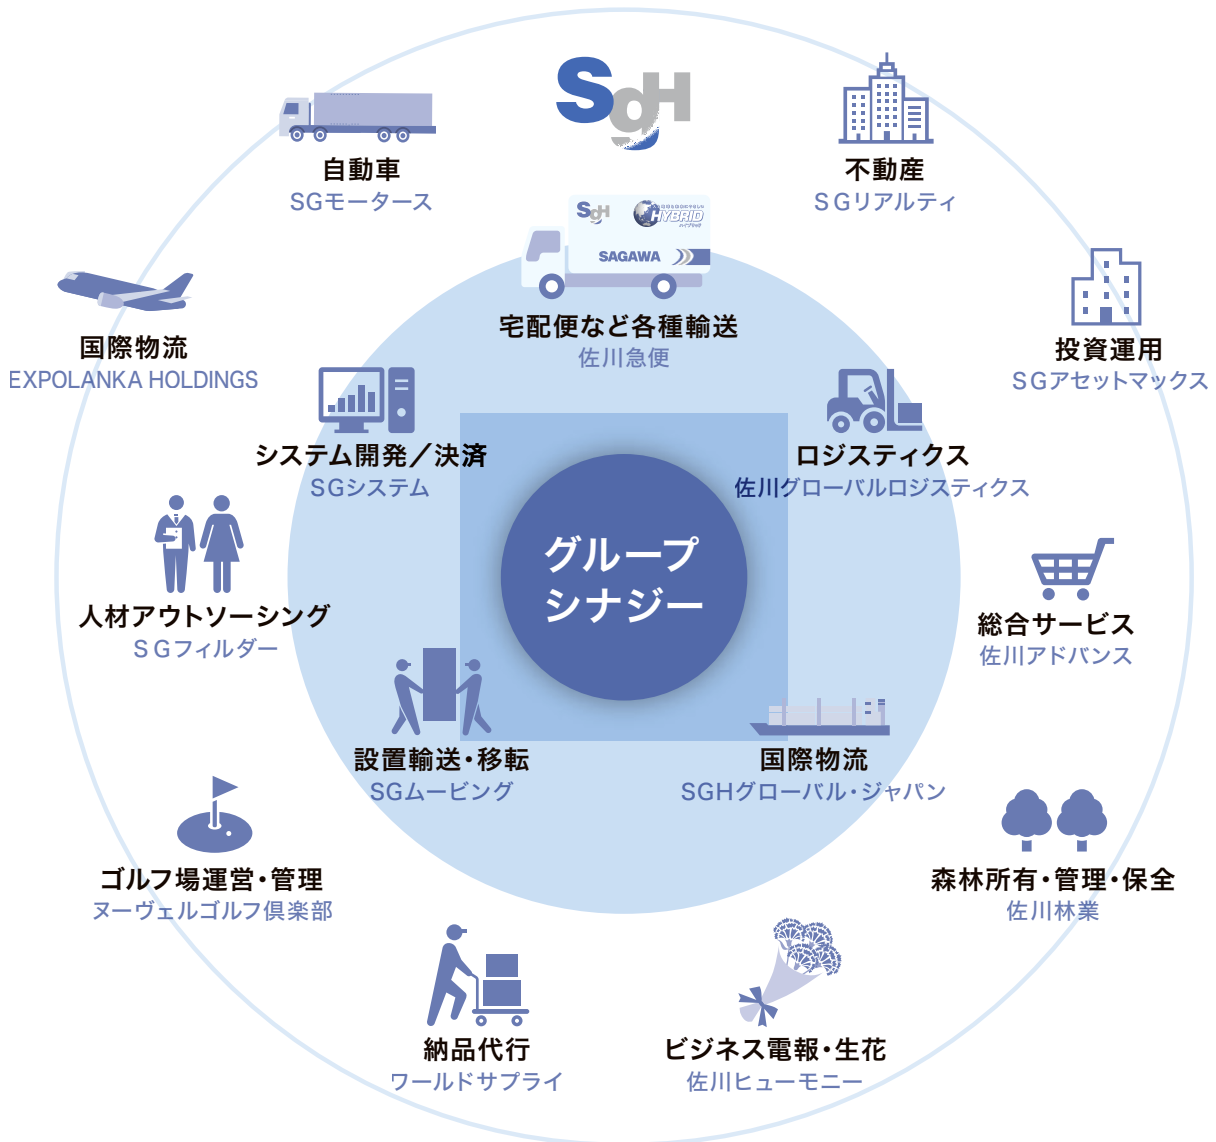 SgH
自動車
SGモータース
不動産
SGリアルティ
SgH
HYBRID
ハイブリッド
SAGAWA
宅配便など各種輸送
佐川急便
国際物流
EXPOLANKA HOLDINGS
投資運用
SGアセットマックス
システム開発／決済
SGシステム
ロジスティクス
佐川グローバルロジスティクス
グループ
シナジー
人材アウトソーシング
SGフィルダー
総合サービス
佐川アドバンス
設置輸送・移転
SGムービング
国際物流
SGHグローバル・ジャパン
ゴルフ場運営・管理
ヌーヴェルゴルフ倶楽部
森林所有・管理・保全
佐川林業
納品代行
ワールドサプライ
ビジネス電報・生花
佐川ヒューモニー